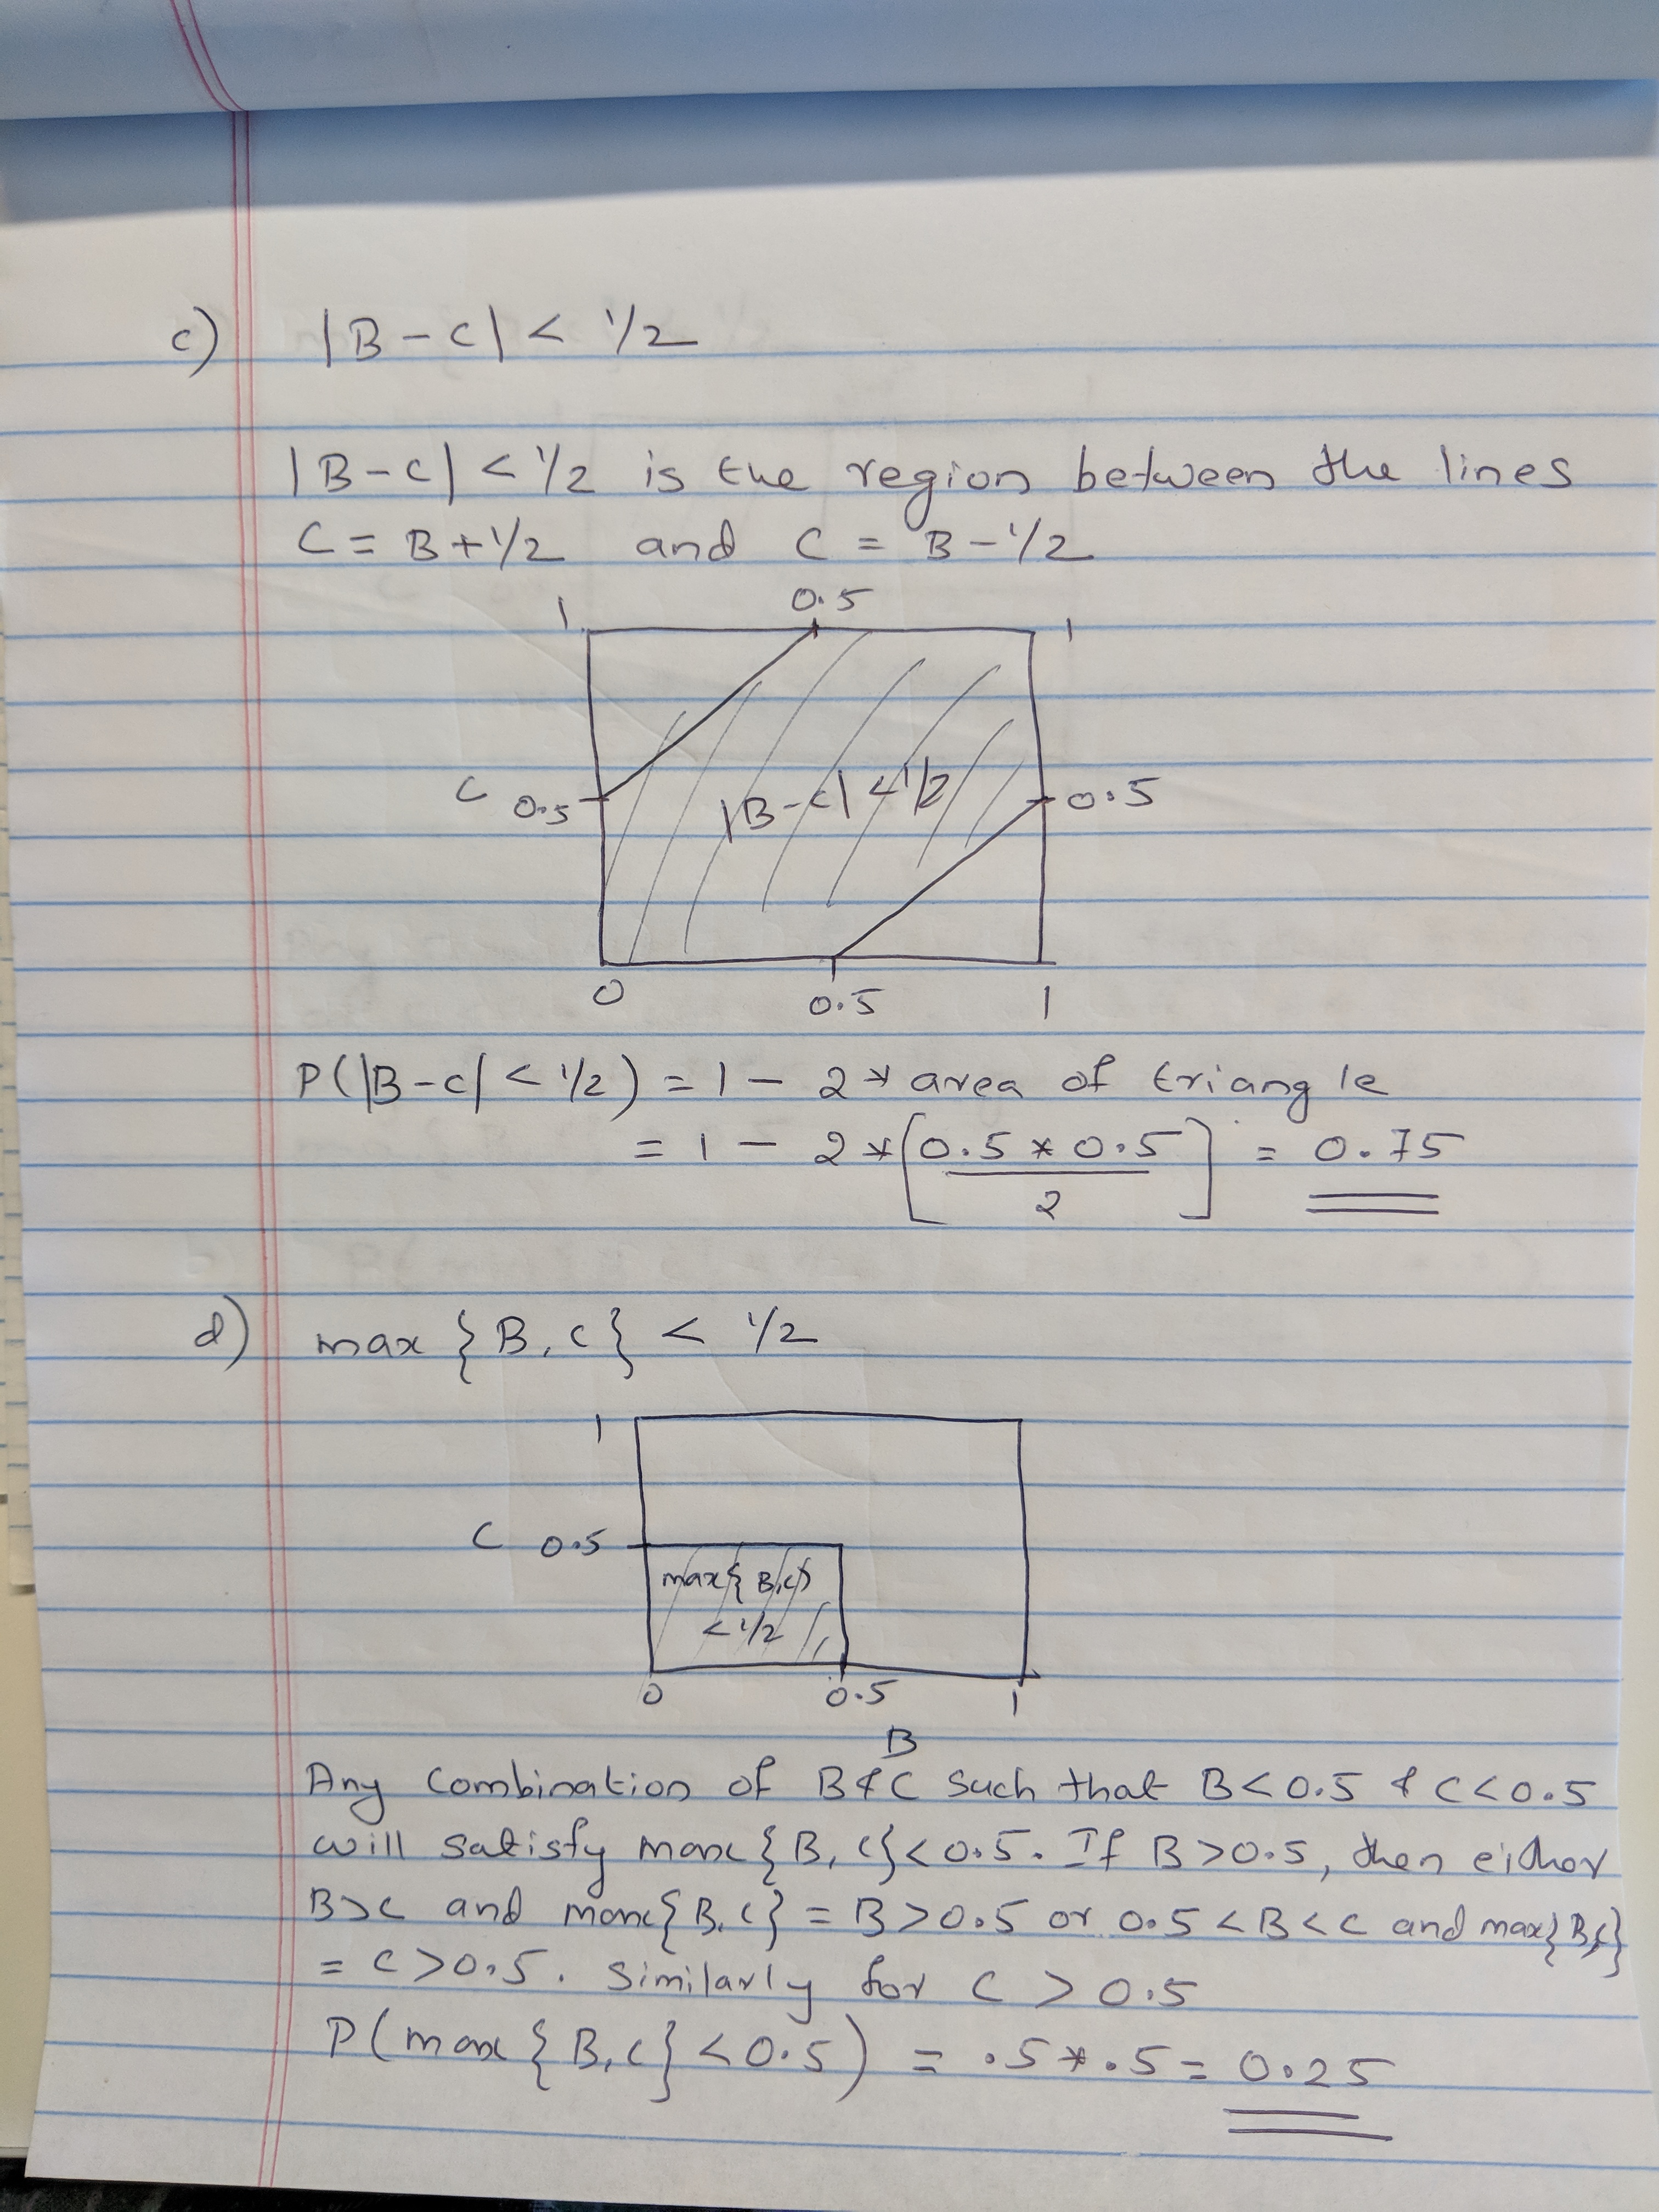 c) |B-C| < 1/2
|B-C| < 1/2 is the region between the lines
C = B + 1/2 and C = B - 1/2
0.5
1 1
|B-C| < 1/2
C 0.5 0.5
0 0.5 1
P(|B-C| < 1/2) = 1 - 2 * area of triangle
= 1 - 2 * [0.5 * 0.5 / 2] = 0.75
d) max {B, C} < 1/2
1
C 0.5
max{B,C}
< 1/2
0 0.5 1
B
Any combination of B & C such that B < 0.5 & C < 0.5
will satisfy max{B, C} < 0.5. If B > 0.5, then either
B > C and max{B, C} = B > 0.5 or 0.5 < B < C and max{B,C}
= C > 0.5. Similarly for C > 0.5
P(max {B, C} < 0.5) = .5 * .5 = 0.25